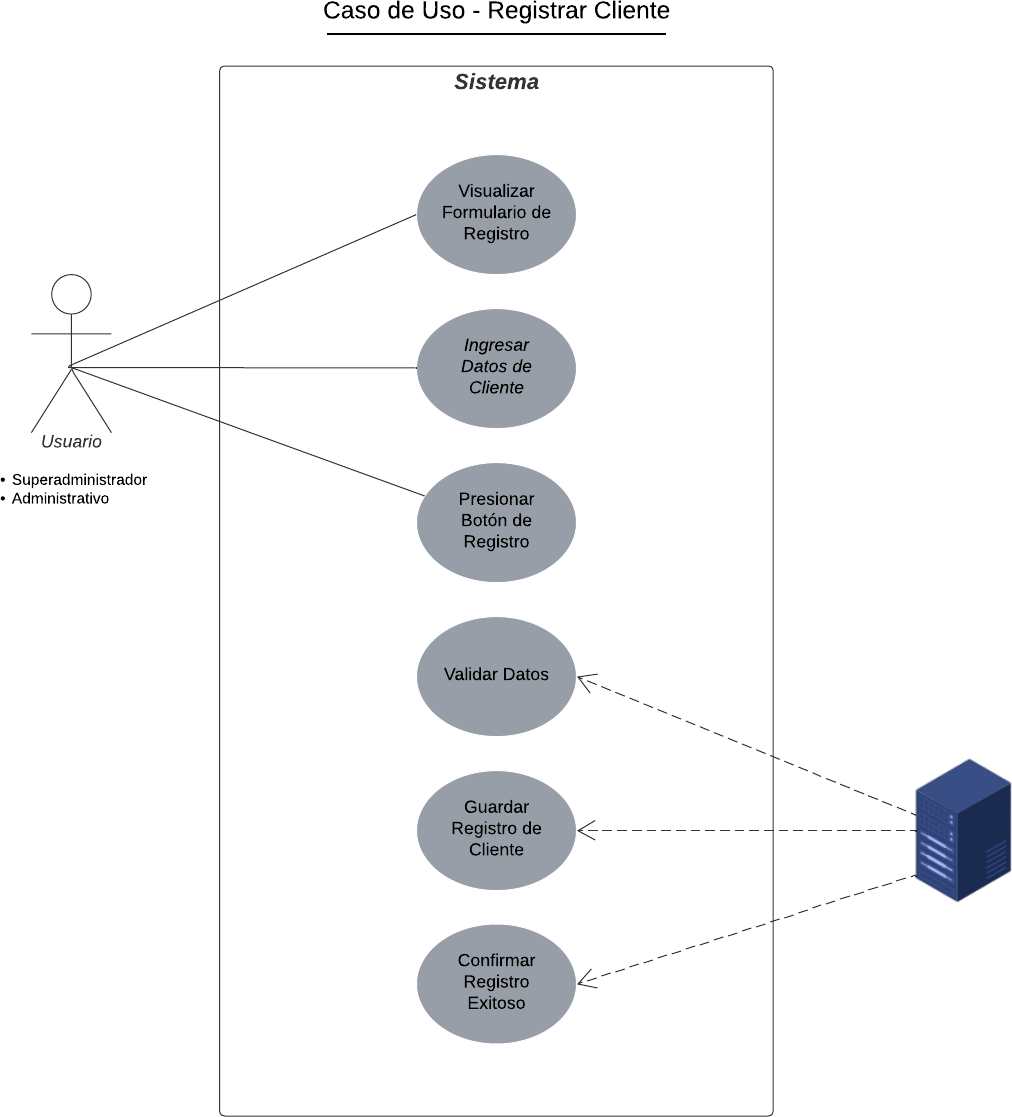 Caso de Uso - Registrar Cliente
Sistema
Visualizar
Formulario de
Registro
Ingresar
Datos de
Cliente
Usuario
• Superadministrador
• Administrativo
Presionar
Botón de
Registro
Validar Datos
Guardar
Registro de
Cliente
Confirmar
Registro
Exitoso